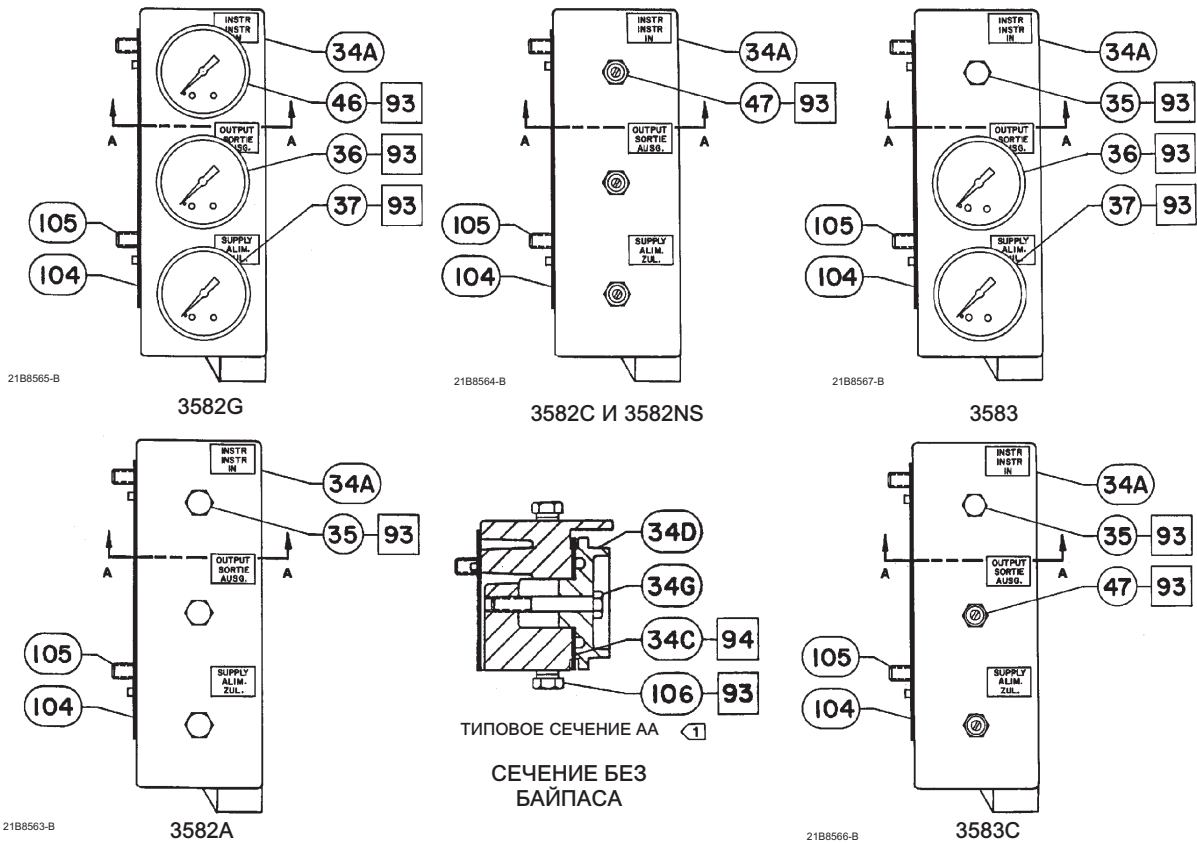 INSTR
INSTR
IN
34A
46
93
A
A
OUTPUT
SORTIE
AUSG.
36
93
37
93
105
SUPPLY
ALIM.
ZUL.
104
21B8565-B
3582G
INSTR
INSTR
IN
34A
47
93
A
A
OUTPUT
SORTIE
AUSG.
105
SUPPLY
ALIM.
ZUL.
104
21B8564-B
3582C И 3582NS
INSTR
INSTR
IN
34A
35
93
A
A
OUTPUT
SORTIE
AUSG.
36
93
37
93
105
SUPPLY
ALIM.
ZUL.
104
21B8567-B
3583
INSTR
INSTR
IN
34A
35
93
A
A
OUTPUT
SORTIE
AUSG.
105
SUPPLY
ALIM.
ZUL.
104
21B8563-B
3582A
34D
34G
34C
94
106
93
ТИПОВОЕ СЕЧЕНИЕ АА
1
СЕЧЕНИЕ БЕЗ
БАЙПАСА
INSTR
INSTR
IN
34A
35
93
A
A
OUTPUT
SORTIE
AUSG.
47
93
105
SUPPLY
ALIM.
ZUL.
104
21B8566-B
3583C